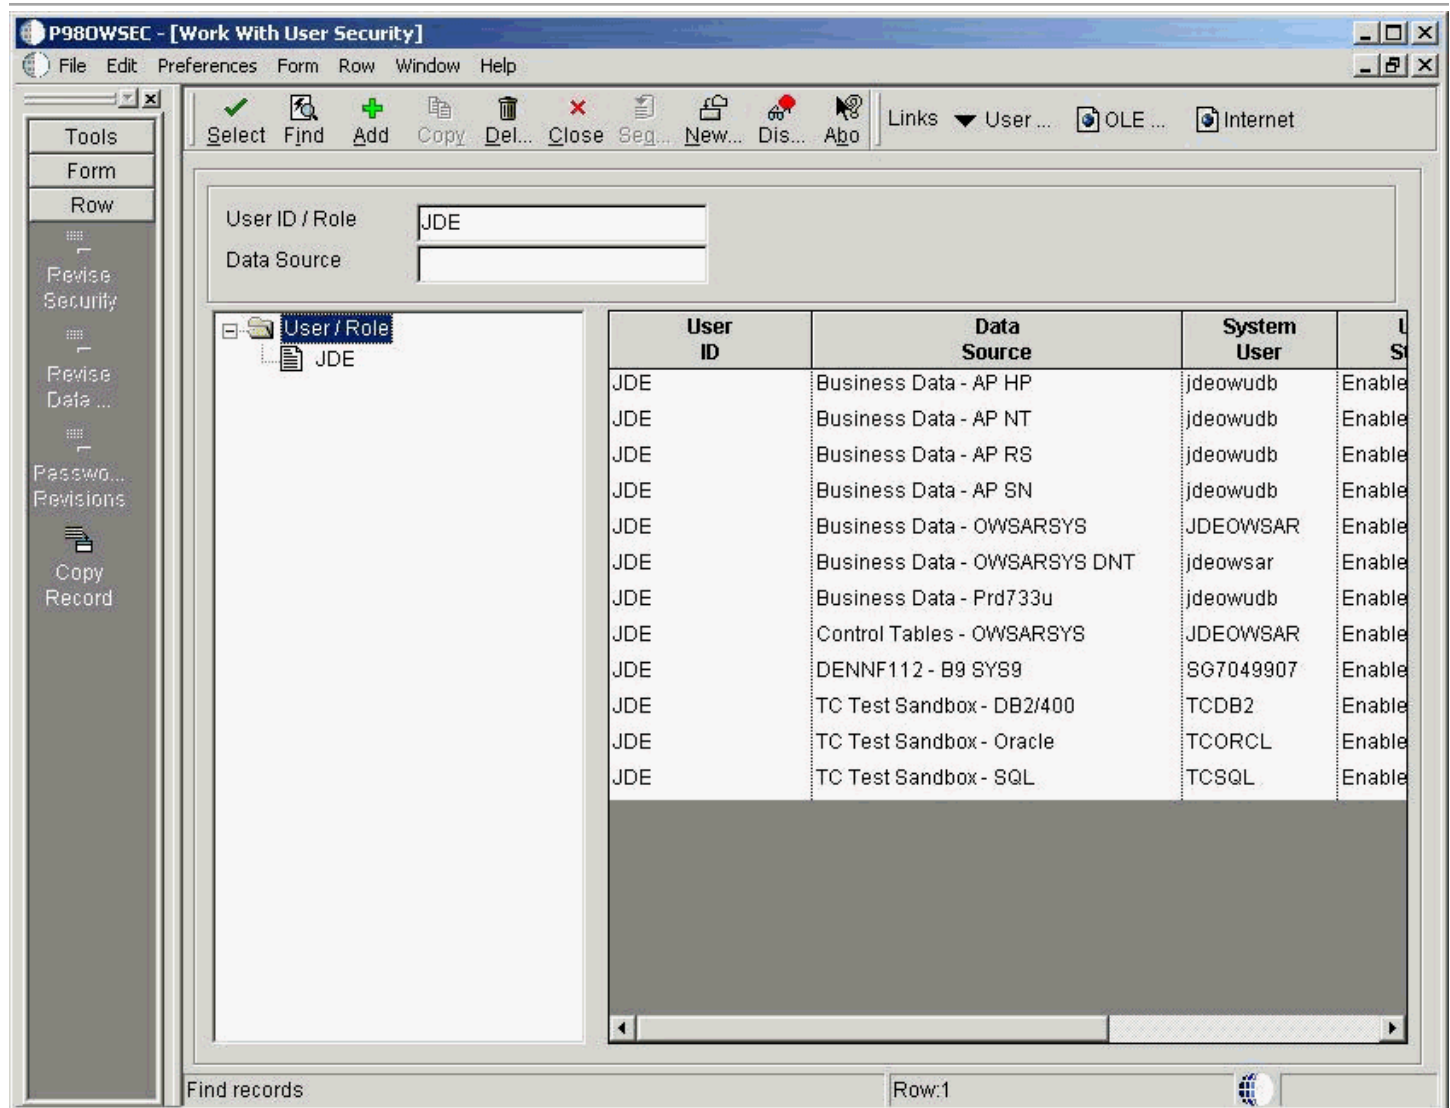 P98OWSEC - [Work With User Security]
File Edit Preferences Form Row Window Help
Select Find Add Copy Del... Close Seq... New... Dis... Abo Links User ... OLE ... Internet
Tools
Form
Row
Revise
Security
Revise
Data ...
Passwo...
Revisions
Copy
Record
User ID / Role JDE
Data Source
User / Role
JDE
User ID Data Source System User
JDE Business Data - AP HP jdeowudb Enable
JDE Business Data - AP NT jdeowudb Enable
JDE Business Data - AP RS jdeowudb Enable
JDE Business Data - AP SN jdeowudb Enable
JDE Business Data - OWSARSYS JDEOWSAR Enable
JDE Business Data - OWSARSYS DNT jdeowsar Enable
JDE Business Data - Prd733u jdeowudb Enable
JDE Control Tables - OWSARSYS JDEOWSAR Enable
JDE DENNF112 - B9 SYS9 SG7049907 Enable
JDE TC Test Sandbox - DB2/400 TCDB2 Enable
JDE TC Test Sandbox - Oracle TCORCL Enable
JDE TC Test Sandbox - SQL TCSQL Enable
Find records Row:1